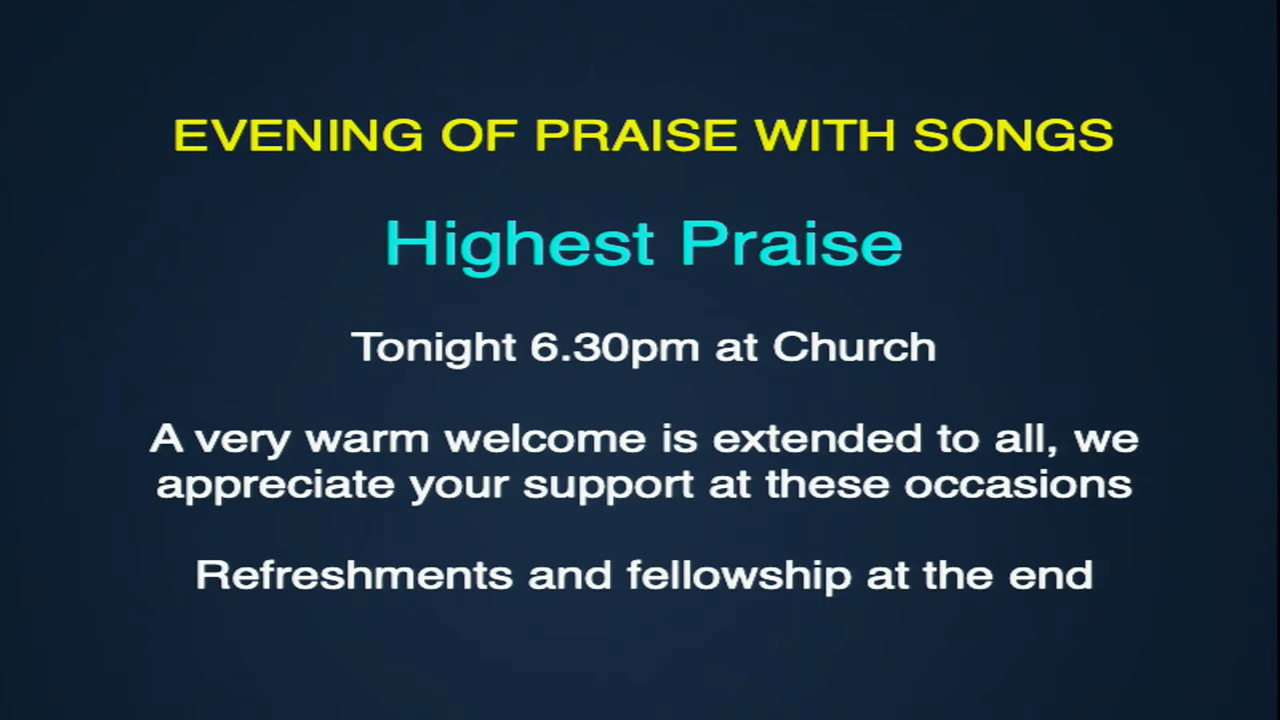 EVENING OF PRAISE WITH SONGS
Highest Praise
Tonight 6.30pm at Church
A very warm welcome is extended to all, we
appreciate your support at these occasions
Refreshments and fellowship at the end